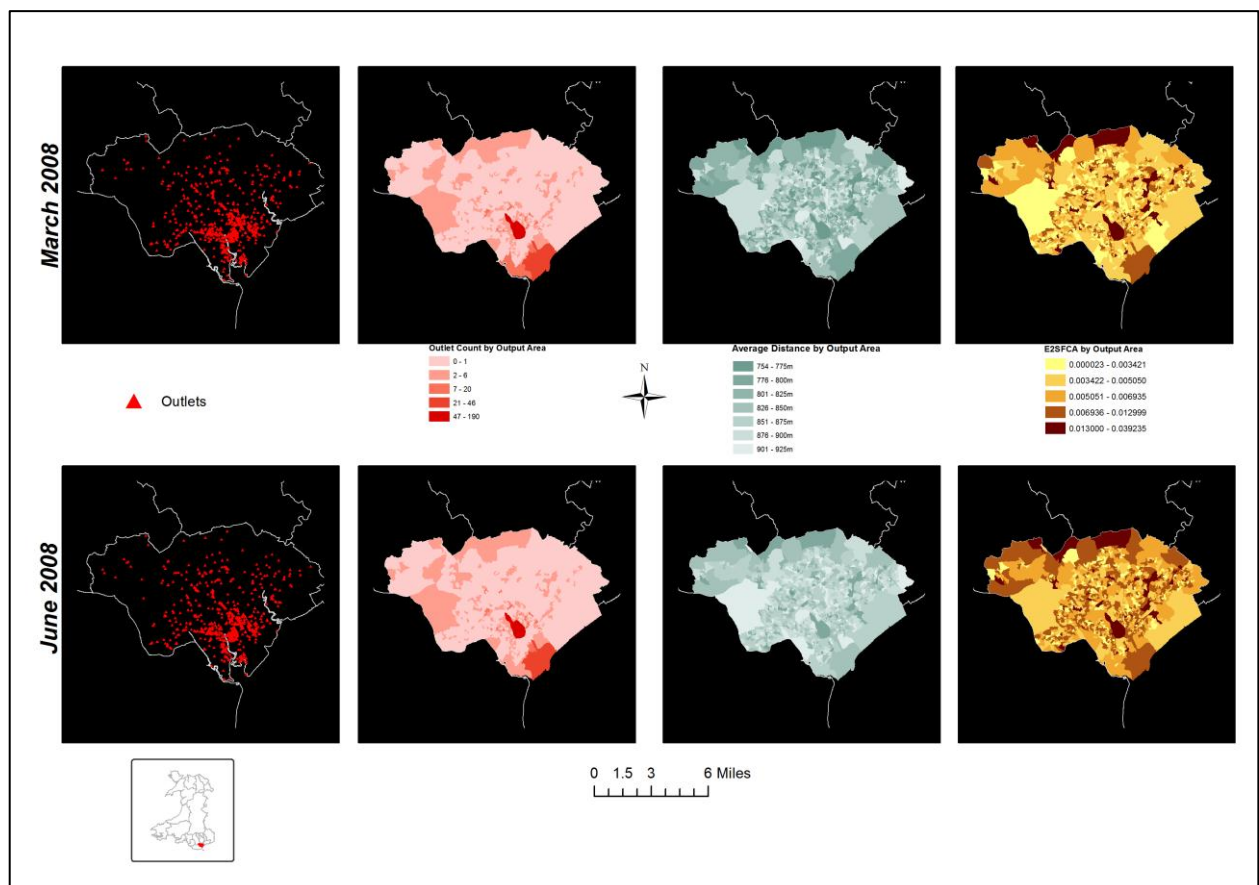 March 2008
Outlets
Outlet Count by Output Area
0 - 1
2 - 6
7 - 20
21 - 46
47 - 190
N
Average Distance by Output Area
754 - 775m
776 - 800m
801 - 825m
826 - 850m
851 - 875m
876 - 900m
901 - 925m
E2SFCA by Output Area
0.000023 - 0.003421
0.003422 - 0.005050
0.005051 - 0.006935
0.006936 - 0.012999
0.013000 - 0.039235
June 2008
0 1.5 3 6 Miles